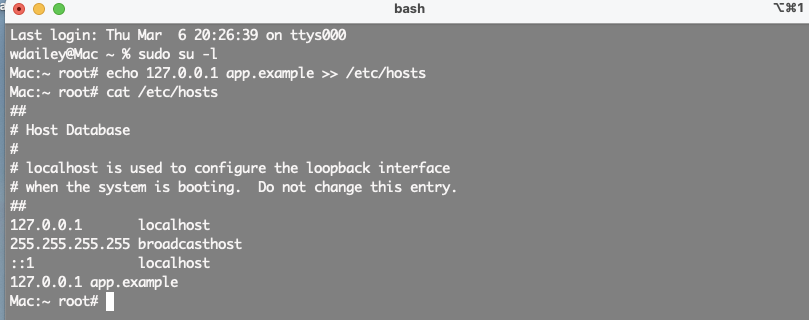 bash
⌥⌘1
Last login: Thu Mar  6 20:26:39 on ttys000
wdailey@Mac ~ % sudo su -l
Mac:~ root# echo 127.0.0.1 app.example >> /etc/hosts
Mac:~ root# cat /etc/hosts
##
# Host Database
#
# localhost is used to configure the loopback interface
# when the system is booting.  Do not change this entry.
##
127.0.0.1       localhost
255.255.255.255 broadcasthost
::1             localhost
127.0.0.1 app.example
Mac:~ root#